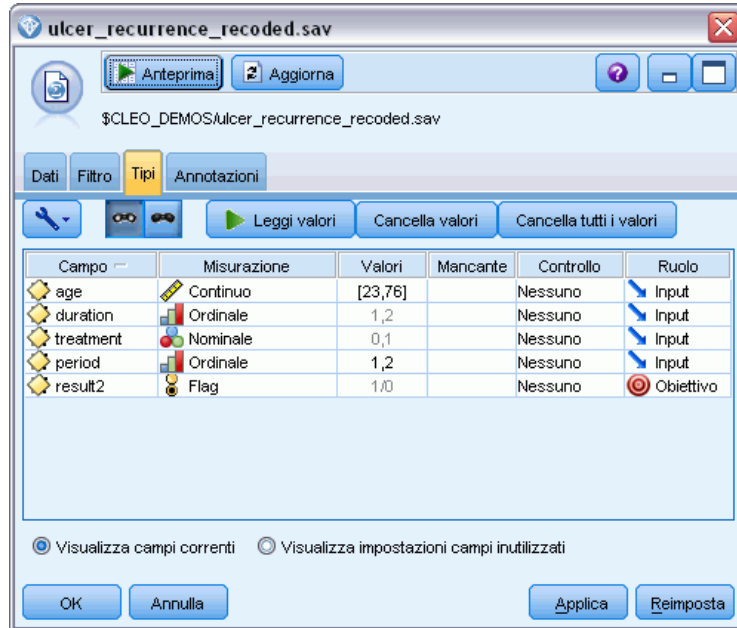 ulcer_recurrence_recoded.sav
Anteprima Aggiorna
$CLEO_DEMOS/ulcer_recurrence_recoded.sav
Dati Filtro Tipi Annotazioni
Leggi valori Cancella valori Cancella tutti i valori
Campo Misurazione Valori Mancante Controllo Ruolo
age Continuo [23,76] Nessuno Input
duration Ordinale 1,2 Nessuno Input
treatment Nominale 0,1 Nessuno Input
period Ordinale 1,2 Nessuno Input
result2 Flag 1/0 Nessuno Obiettivo
Visualizza campi correnti Visualizza impostazioni campi inutilizzati
OK Annulla Applica Reimposta